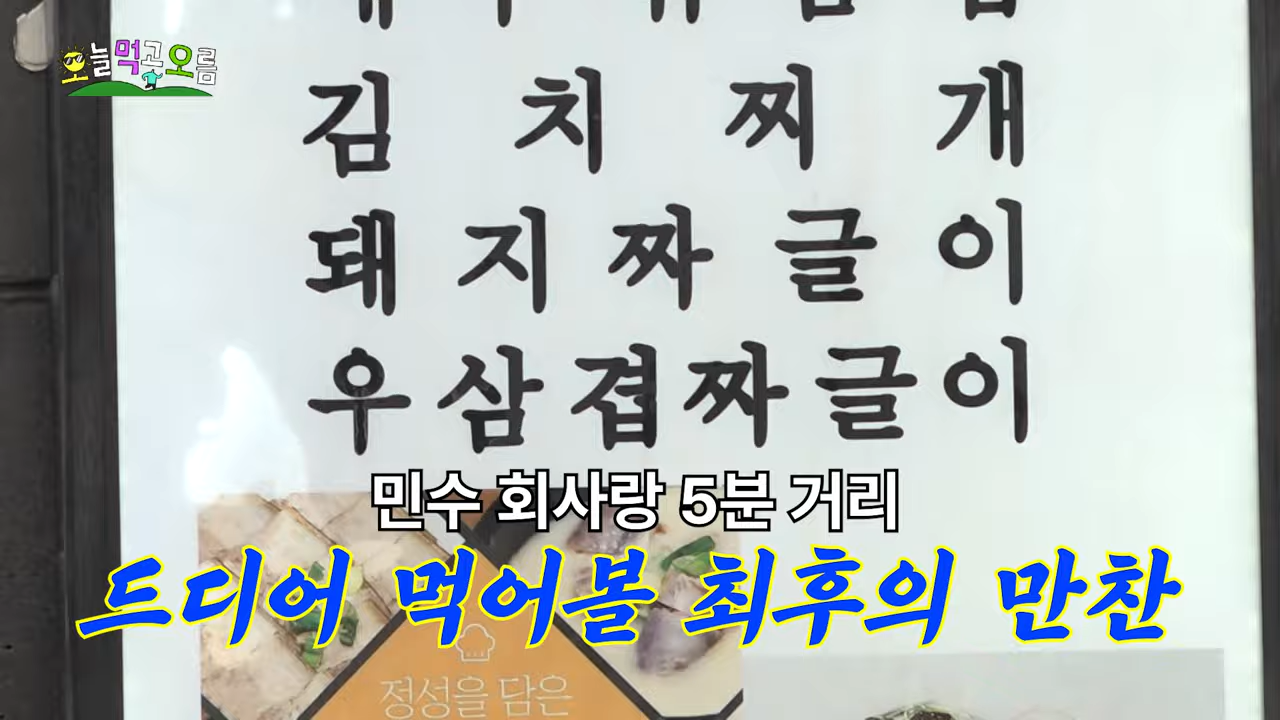 오늘먹곳오름
김치찌개
돼지짜글이
우삼겹짜글이
민수 회사랑 5분 거리
드디어 먹어볼 최후의 만찬
정성을 담은